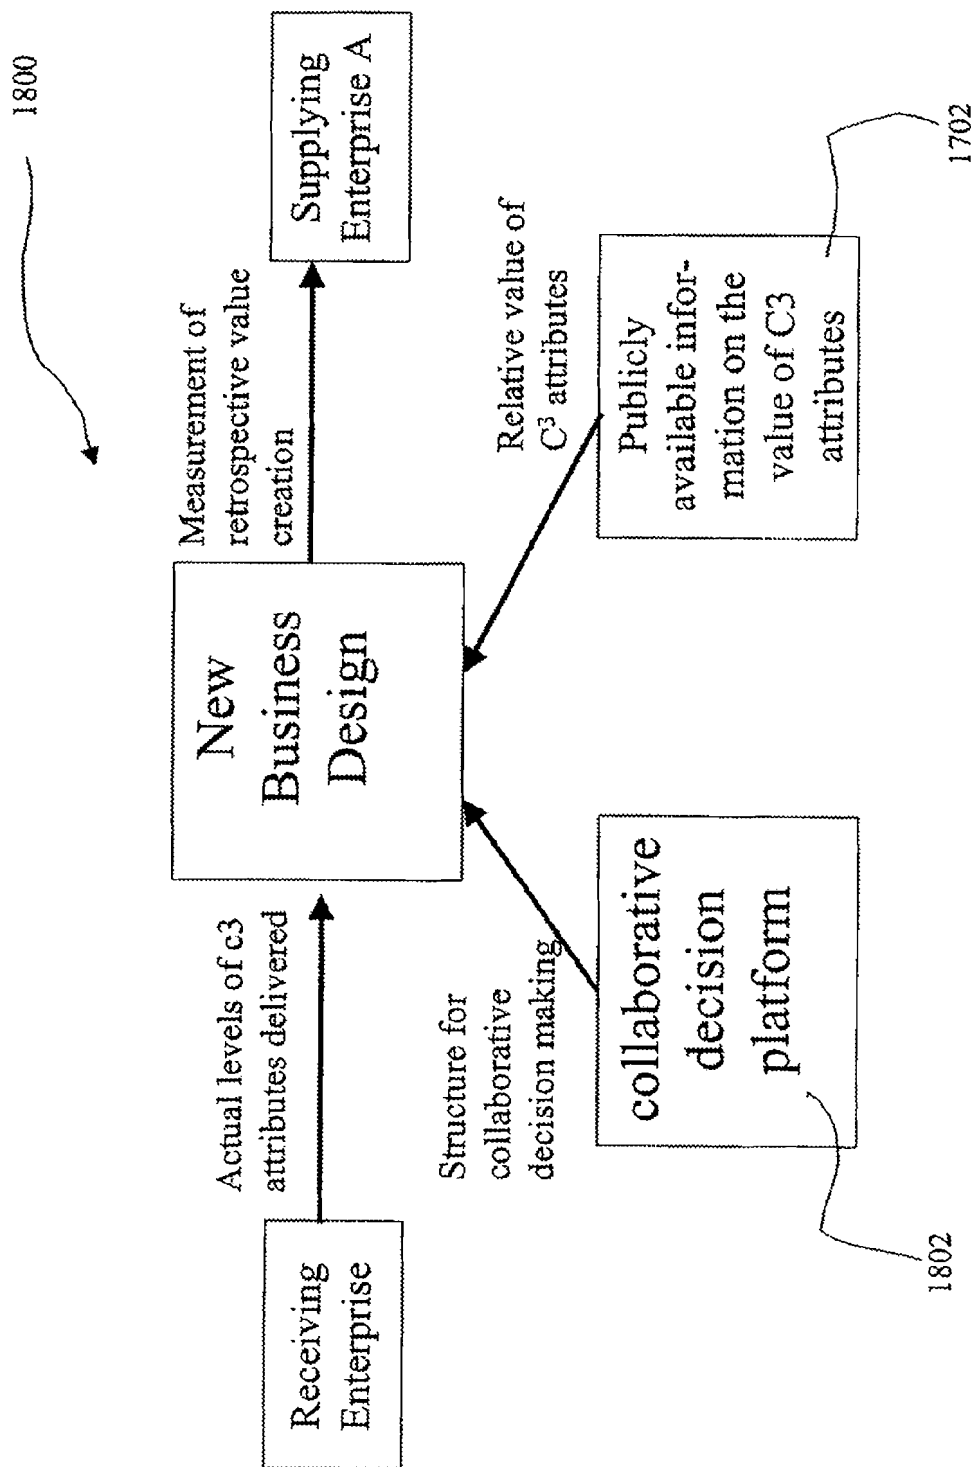 1800
Receiving
Enterprise
Actual levels of c3
attributes delivered
New
Business
Design
Measurement of
retrospective value
creation
Supplying
Enterprise A
Structure for
collaborative
decision making
Relative value of
C³ attributes
collaborative
decision
platform
Publicly
available infor-
mation on the
value of C3
attributes
1802
1702